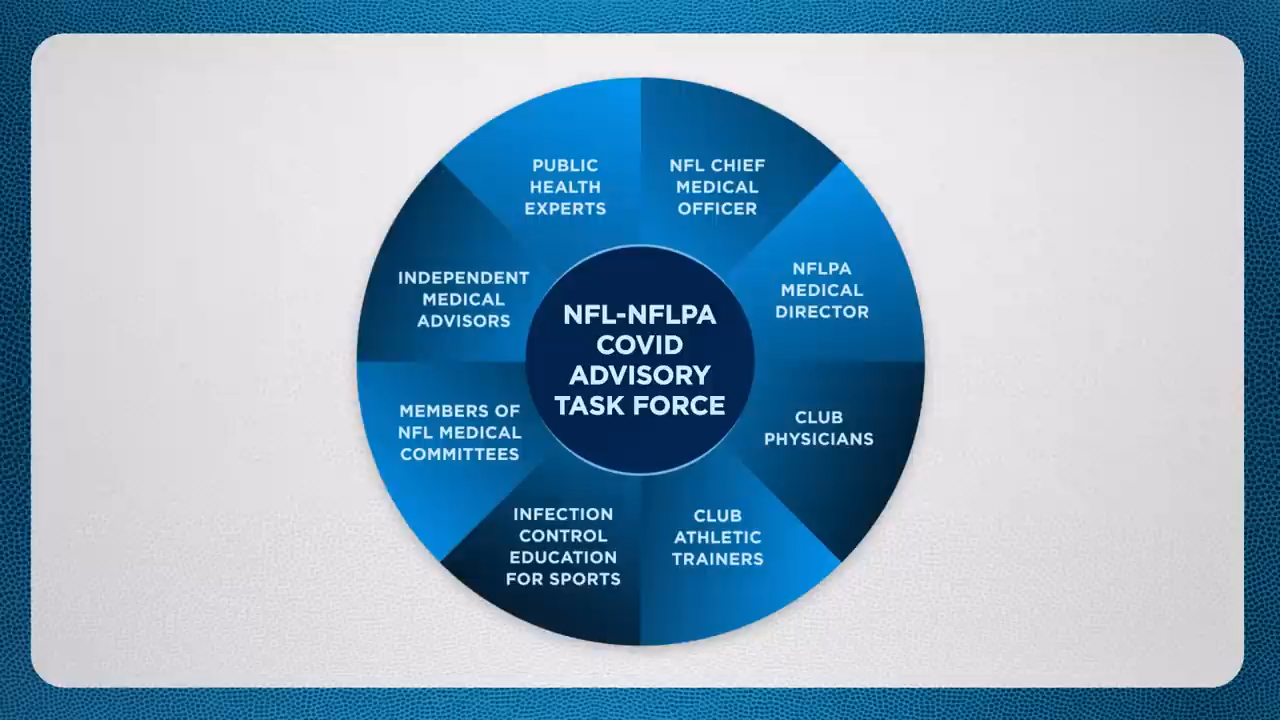 PUBLIC
HEALTH
EXPERTS
NFL CHIEF
MEDICAL
OFFICER
NFLPA
MEDICAL
DIRECTOR
CLUB
PHYSICIANS
CLUB
ATHLETIC
TRAINERS
INFECTION
CONTROL
EDUCATION
FOR SPORTS
MEMBERS OF
NFL MEDICAL
COMMITTEES
INDEPENDENT
MEDICAL
ADVISORS
NFL-NFLPA
COVID
ADVISORY
TASK FORCE